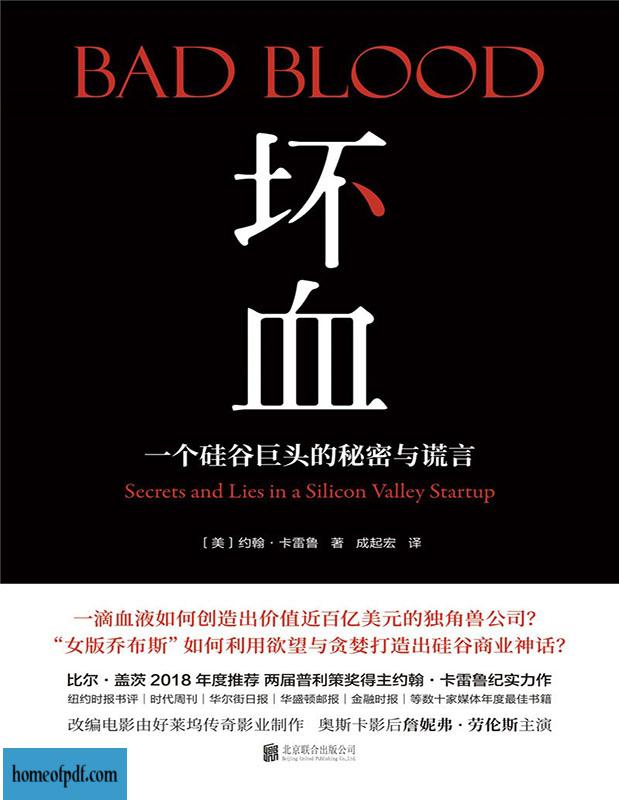 BAD BLOOD
坏
血
一个硅谷巨头的秘密与谎言
Secrets and Lies in a Silicon Valley Startup
[美]约翰·卡雷鲁 著 成起宏 译
一滴血液如何创造出价值近百亿美元的独角兽公司?
“女版乔布斯”如何利用欲望与贪婪打造出硅谷商业神话?
比尔·盖茨 2018 年度推荐 两届普利策奖得主约翰·卡雷鲁纪实力作
纽约时报书评|时代周刊|华尔街日报|华盛顿邮报|金融时报|等数十家媒体年度最佳书籍
改编电影由好莱坞传奇影业制作 奥斯卡影后詹妮弗·劳伦斯主演
北京联合出版公司
Beijing United Publishing Co.,Ltd.
homeofpdf.com